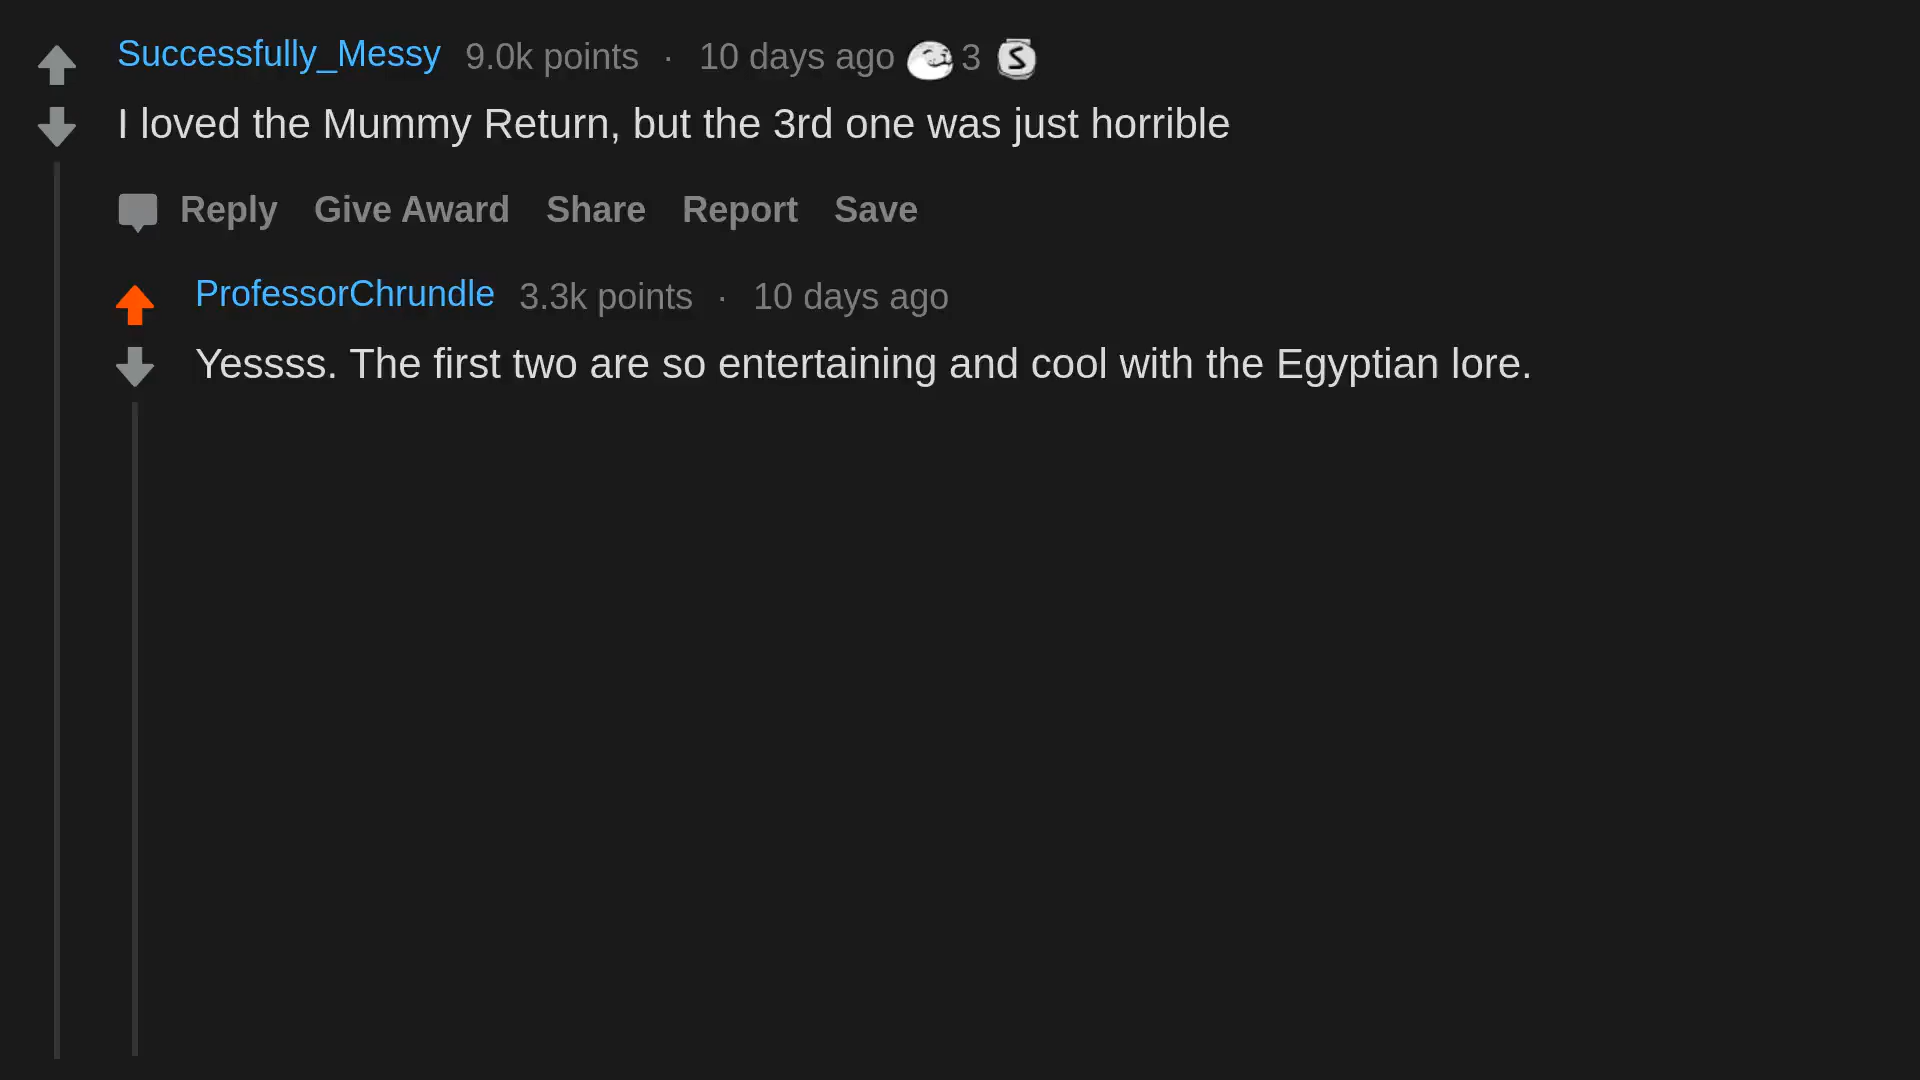 Successfully_Messy 9.0k points · 10 days ago 3 S
I loved the Mummy Return, but the 3rd one was just horrible
Reply Give Award Share Report Save
ProfessorChrundle 3.3k points · 10 days ago
Yessss. The first two are so entertaining and cool with the Egyptian lore.